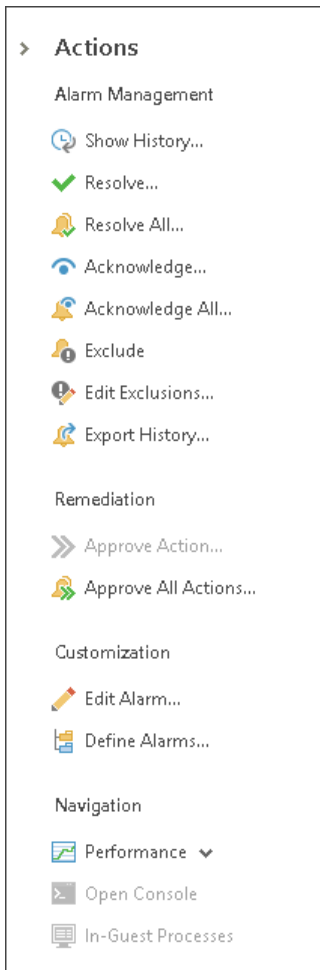 Actions
Alarm Management
Show History...
Resolve...
Resolve All...
Acknowledge...
Acknowledge All...
Exclude
Edit Exclusions...
Export History...
Remediation
Approve Action...
Approve All Actions...
Customization
Edit Alarm...
Define Alarms...
Navigation
Performance
Open Console
In-Guest Processes